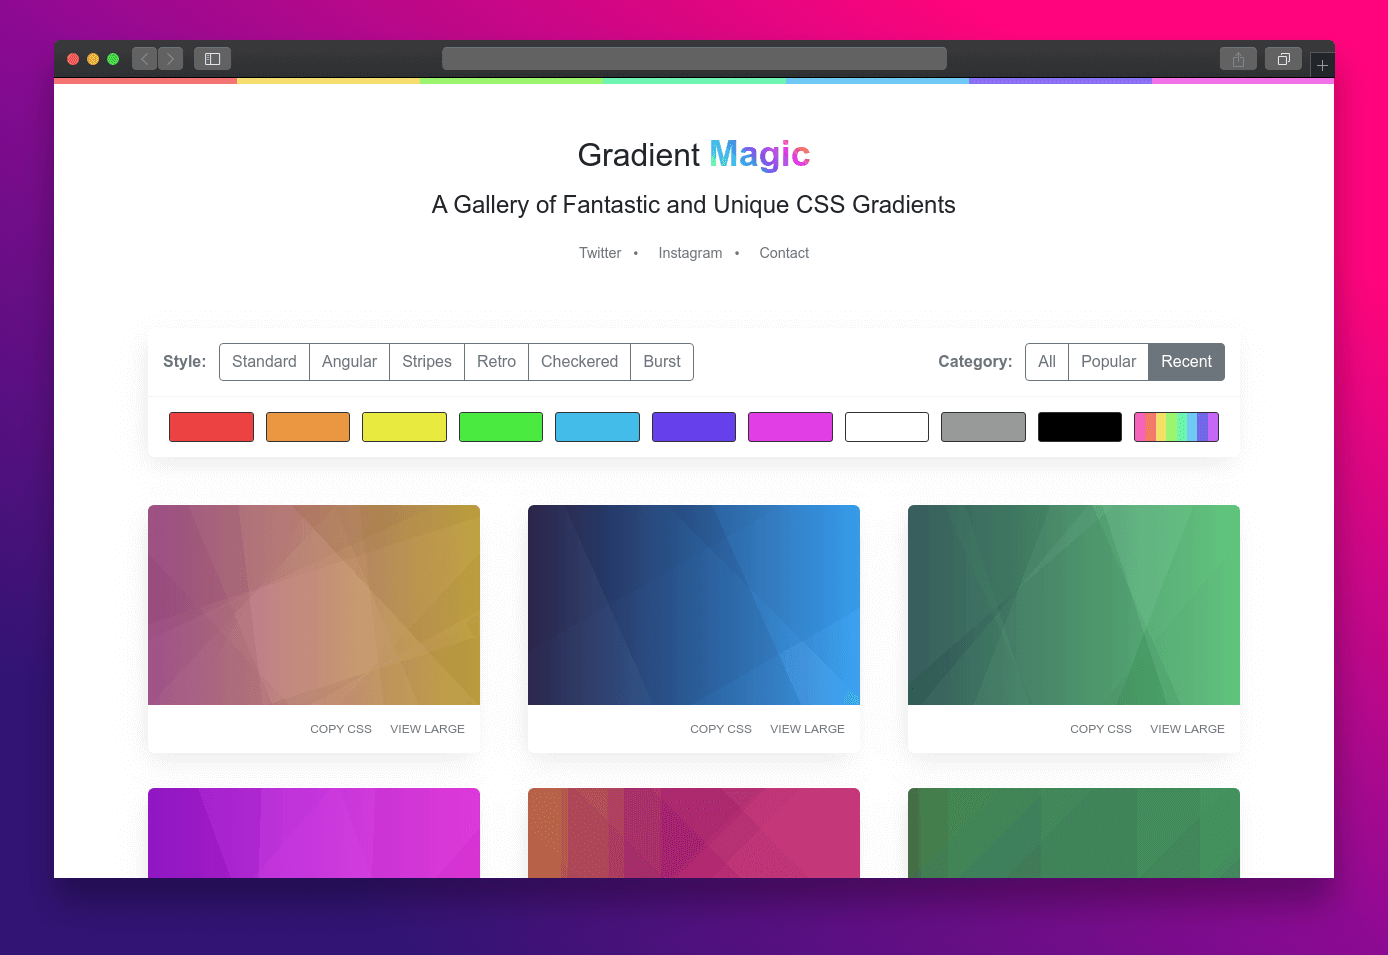 Gradient Magic
A Gallery of Fantastic and Unique CSS Gradients
Twitter • Instagram • Contact
Style: Standard Angular Stripes Retro Checkered Burst Category: All Popular Recent
COPY CSS VIEW LARGE COPY CSS VIEW LARGE COPY CSS VIEW LARGE